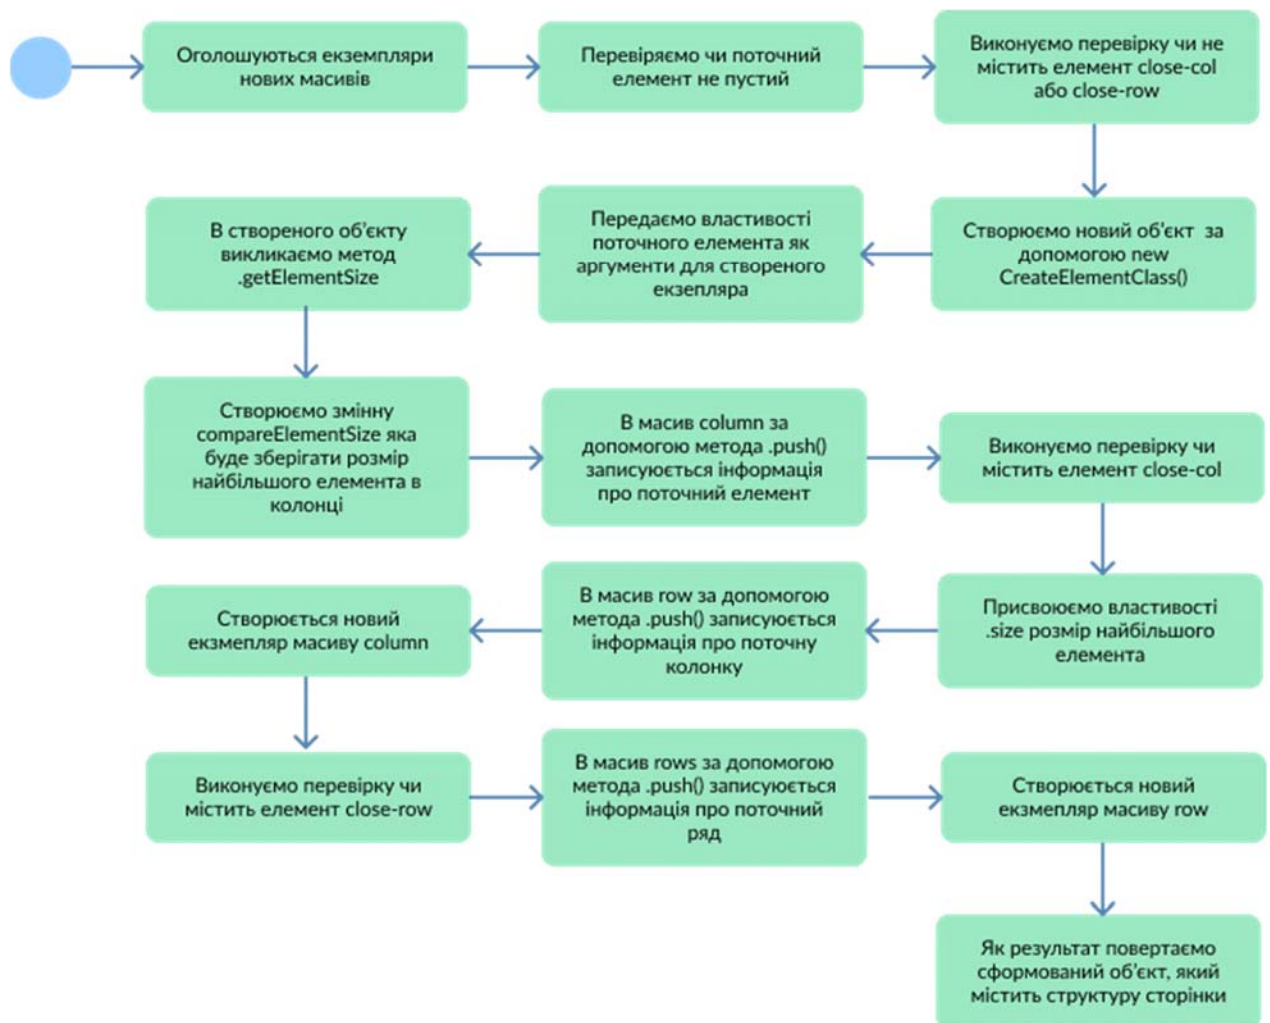 Оголошуються екземпляри
нових масивів
Перевіряємо чи поточний
елемент не пустий
Виконуємо перевірку чи не
містить елемент close-col
або close-row
Створюємо новий об'єкт за
допомогою new
CreateElementClass()
Передаємо властивості
поточного елемента як
аргументи для створеного
екзепляра
В створеного об'єкту
викликаємо метод
.getElementSize
Створюємо змінну
compareElementSize яка
буде зберігати розмір
найбільшого елемента в
колонці
В масив column за
допомогою метода .push()
записуюється інформація
про поточний елемент
Виконуємо перевірку чи
містить елемент close-col
Присвоюємо властивості
.size розмір найбільшого
елемента
В масив row за допомогою
метода .push() записуюється
інформація про поточну
колонку
Створюється новий
екзмепляр масиву column
Виконуємо перевірку чи
містить елемент close-row
В масив rows за допомогою
метода .push() записуюється
інформація про поточний
ряд
Створюється новий
екзмепляр масиву row
Як результат повертаємо
сформований об'єкт, який
містить структуру сторінки